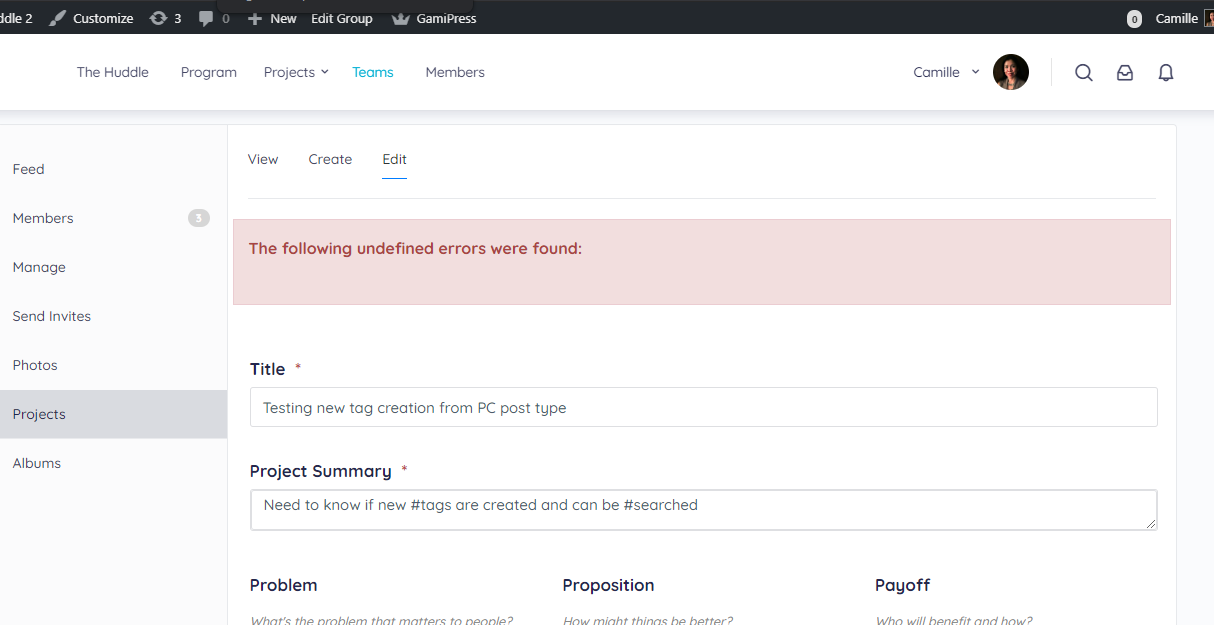 ddle 2 Customize 3 0 New Edit Group GamiPress 0 Camille
The Huddle Program Projects Teams Members Camille
View Create Edit
Feed
Members 3
Manage
Send Invites
Photos
Projects
Albums
The following undefined errors were found:
Title *
Testing new tag creation from PC post type
Project Summary *
Need to know if new #tags are created and can be #searched
Problem Proposition Payoff
What's the problem that matters to people? How might things be better? Who will benefit and how?